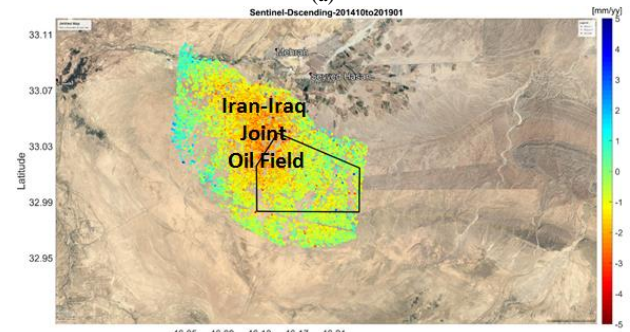 Sentinel-Dscending-201410to201901
[mm/yy]
33.11
33.07
33.03
32.99
32.95
Latitude
Mehran
Iran-Iraq
Joint
Oil Field
5
4
3
2
1
0
-1
-2
-3
-4
-5